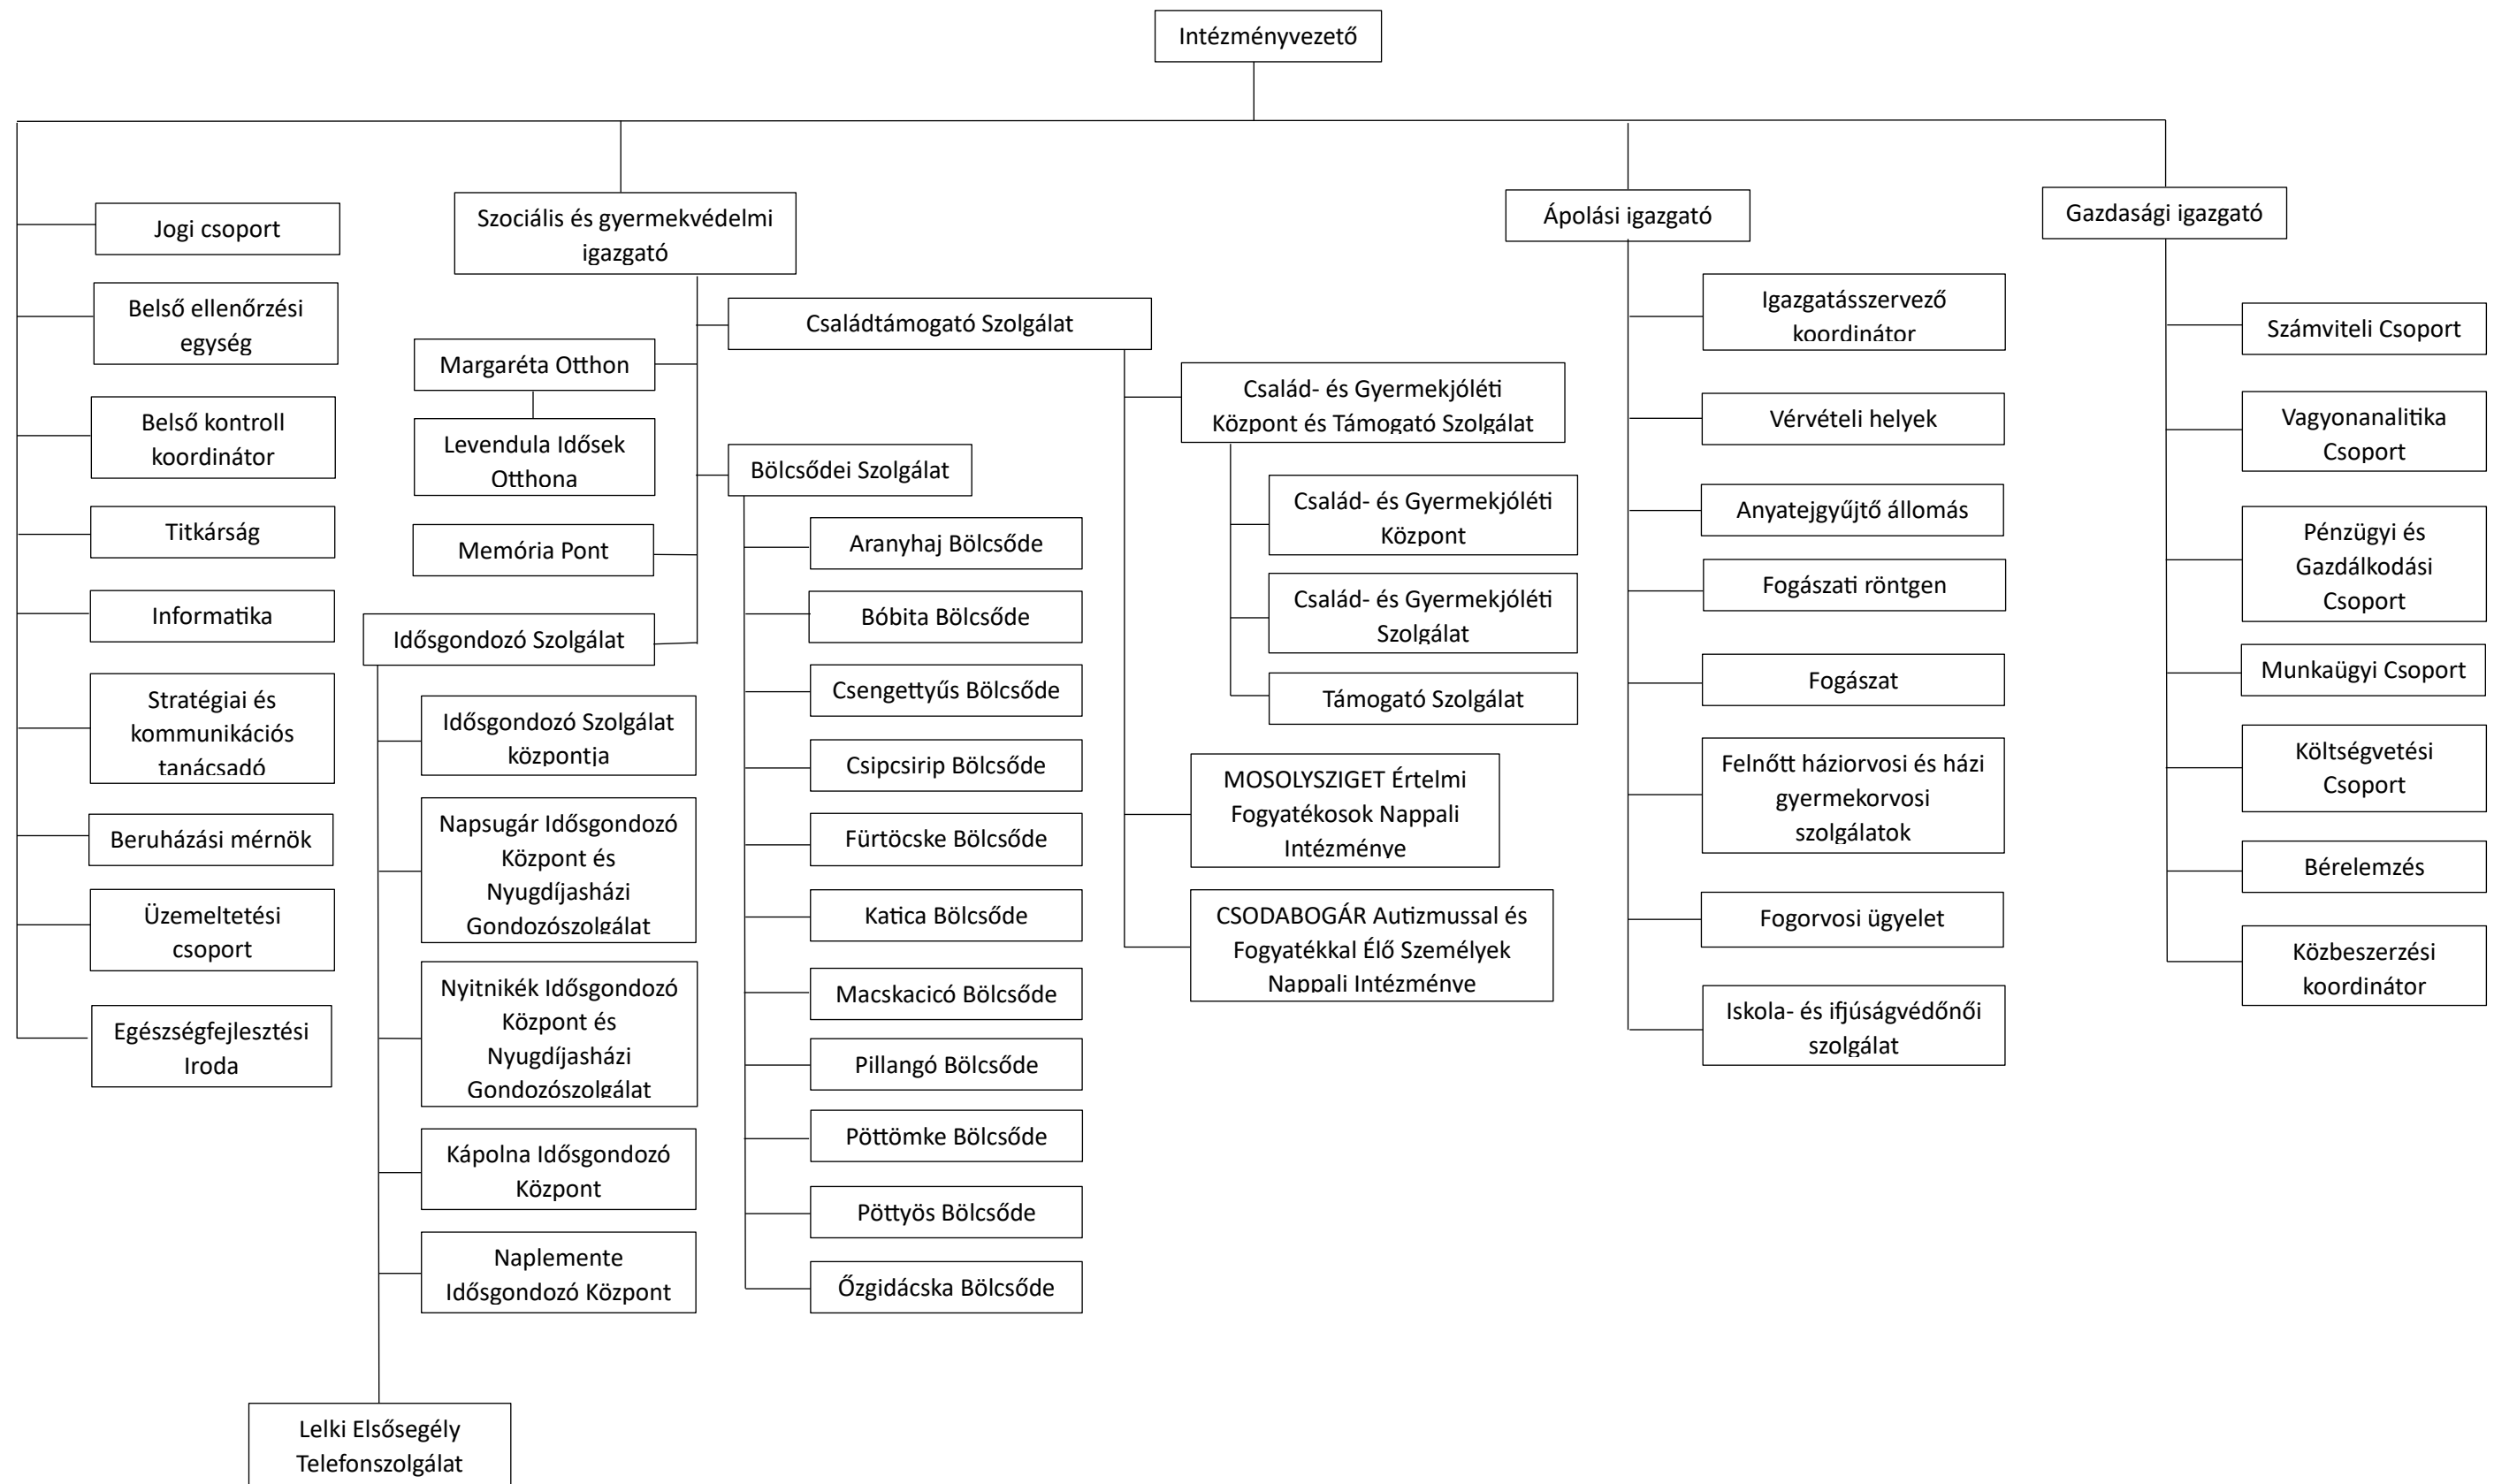 Intézményvezető
Jogi csoport
Belső ellenőrzési
egység
Belső kontroll
koordinátor
Titkárság
Informatika
Stratégiai és
kommunikációs
tanácsadó
Beruházási mérnök
Üzemeltetési
csoport
Egészségfejlesztési
Iroda
Szociális és gyermekvédelmi
igazgató
Margaréta Otthon
Levendula Idősek
Otthona
Memória Pont
Idősgondozó Szolgálat
Idősgondozó Szolgálat
központja
Napsugár Idősgondozó
Központ és
Nyugdíjasházi
Gondozószolgálat
Nyitnikék Idősgondozó
Központ és
Nyugdíjasházi
Gondozószolgálat
Kápolna Idősgondozó
Központ
Naplemente
Idősgondozó Központ
Lelki Elsősegély
Telefonszolgálat
Családtámogató Szolgálat
Bölcsődei Szolgálat
Aranyhaj Bölcsőde
Bóbita Bölcsőde
Csengettyűs Bölcsőde
Csipcsirip Bölcsőde
Fürtöcske Bölcsőde
Katica Bölcsőde
Macskacicó Bölcsőde
Pillangó Bölcsőde
Pöttömke Bölcsőde
Pöttyös Bölcsőde
Őzgidácska Bölcsőde
Család- és Gyermekjóléti
Központ és Támogató Szolgálat
Család- és Gyermekjóléti
Központ
Család- és Gyermekjóléti
Szolgálat
Támogató Szolgálat
MOSOLYSZIGET Értelmi
Fogyatékosok Nappali
Intézménye
CSODABOGÁR Autizmussal és
Fogyatékkal Élő Személyek
Nappali Intézménye
Ápolási igazgató
Igazgatásszervező
koordinátor
Vérvételi helyek
Anyatejgyűjtő állomás
Fogászati röntgen
Fogászat
Felnőtt háziorvosi és házi
gyermekorvosi
szolgálatok
Fogorvosi ügyelet
Iskola- és ifjúságvédőnői
szolgálat
Gazdasági igazgató
Számviteli Csoport
Vagyonanalitika
Csoport
Pénzügyi és
Gazdálkodási
Csoport
Munkaügyi Csoport
Költségvetési
Csoport
Bérelemzés
Közbeszerzési
koordinátor